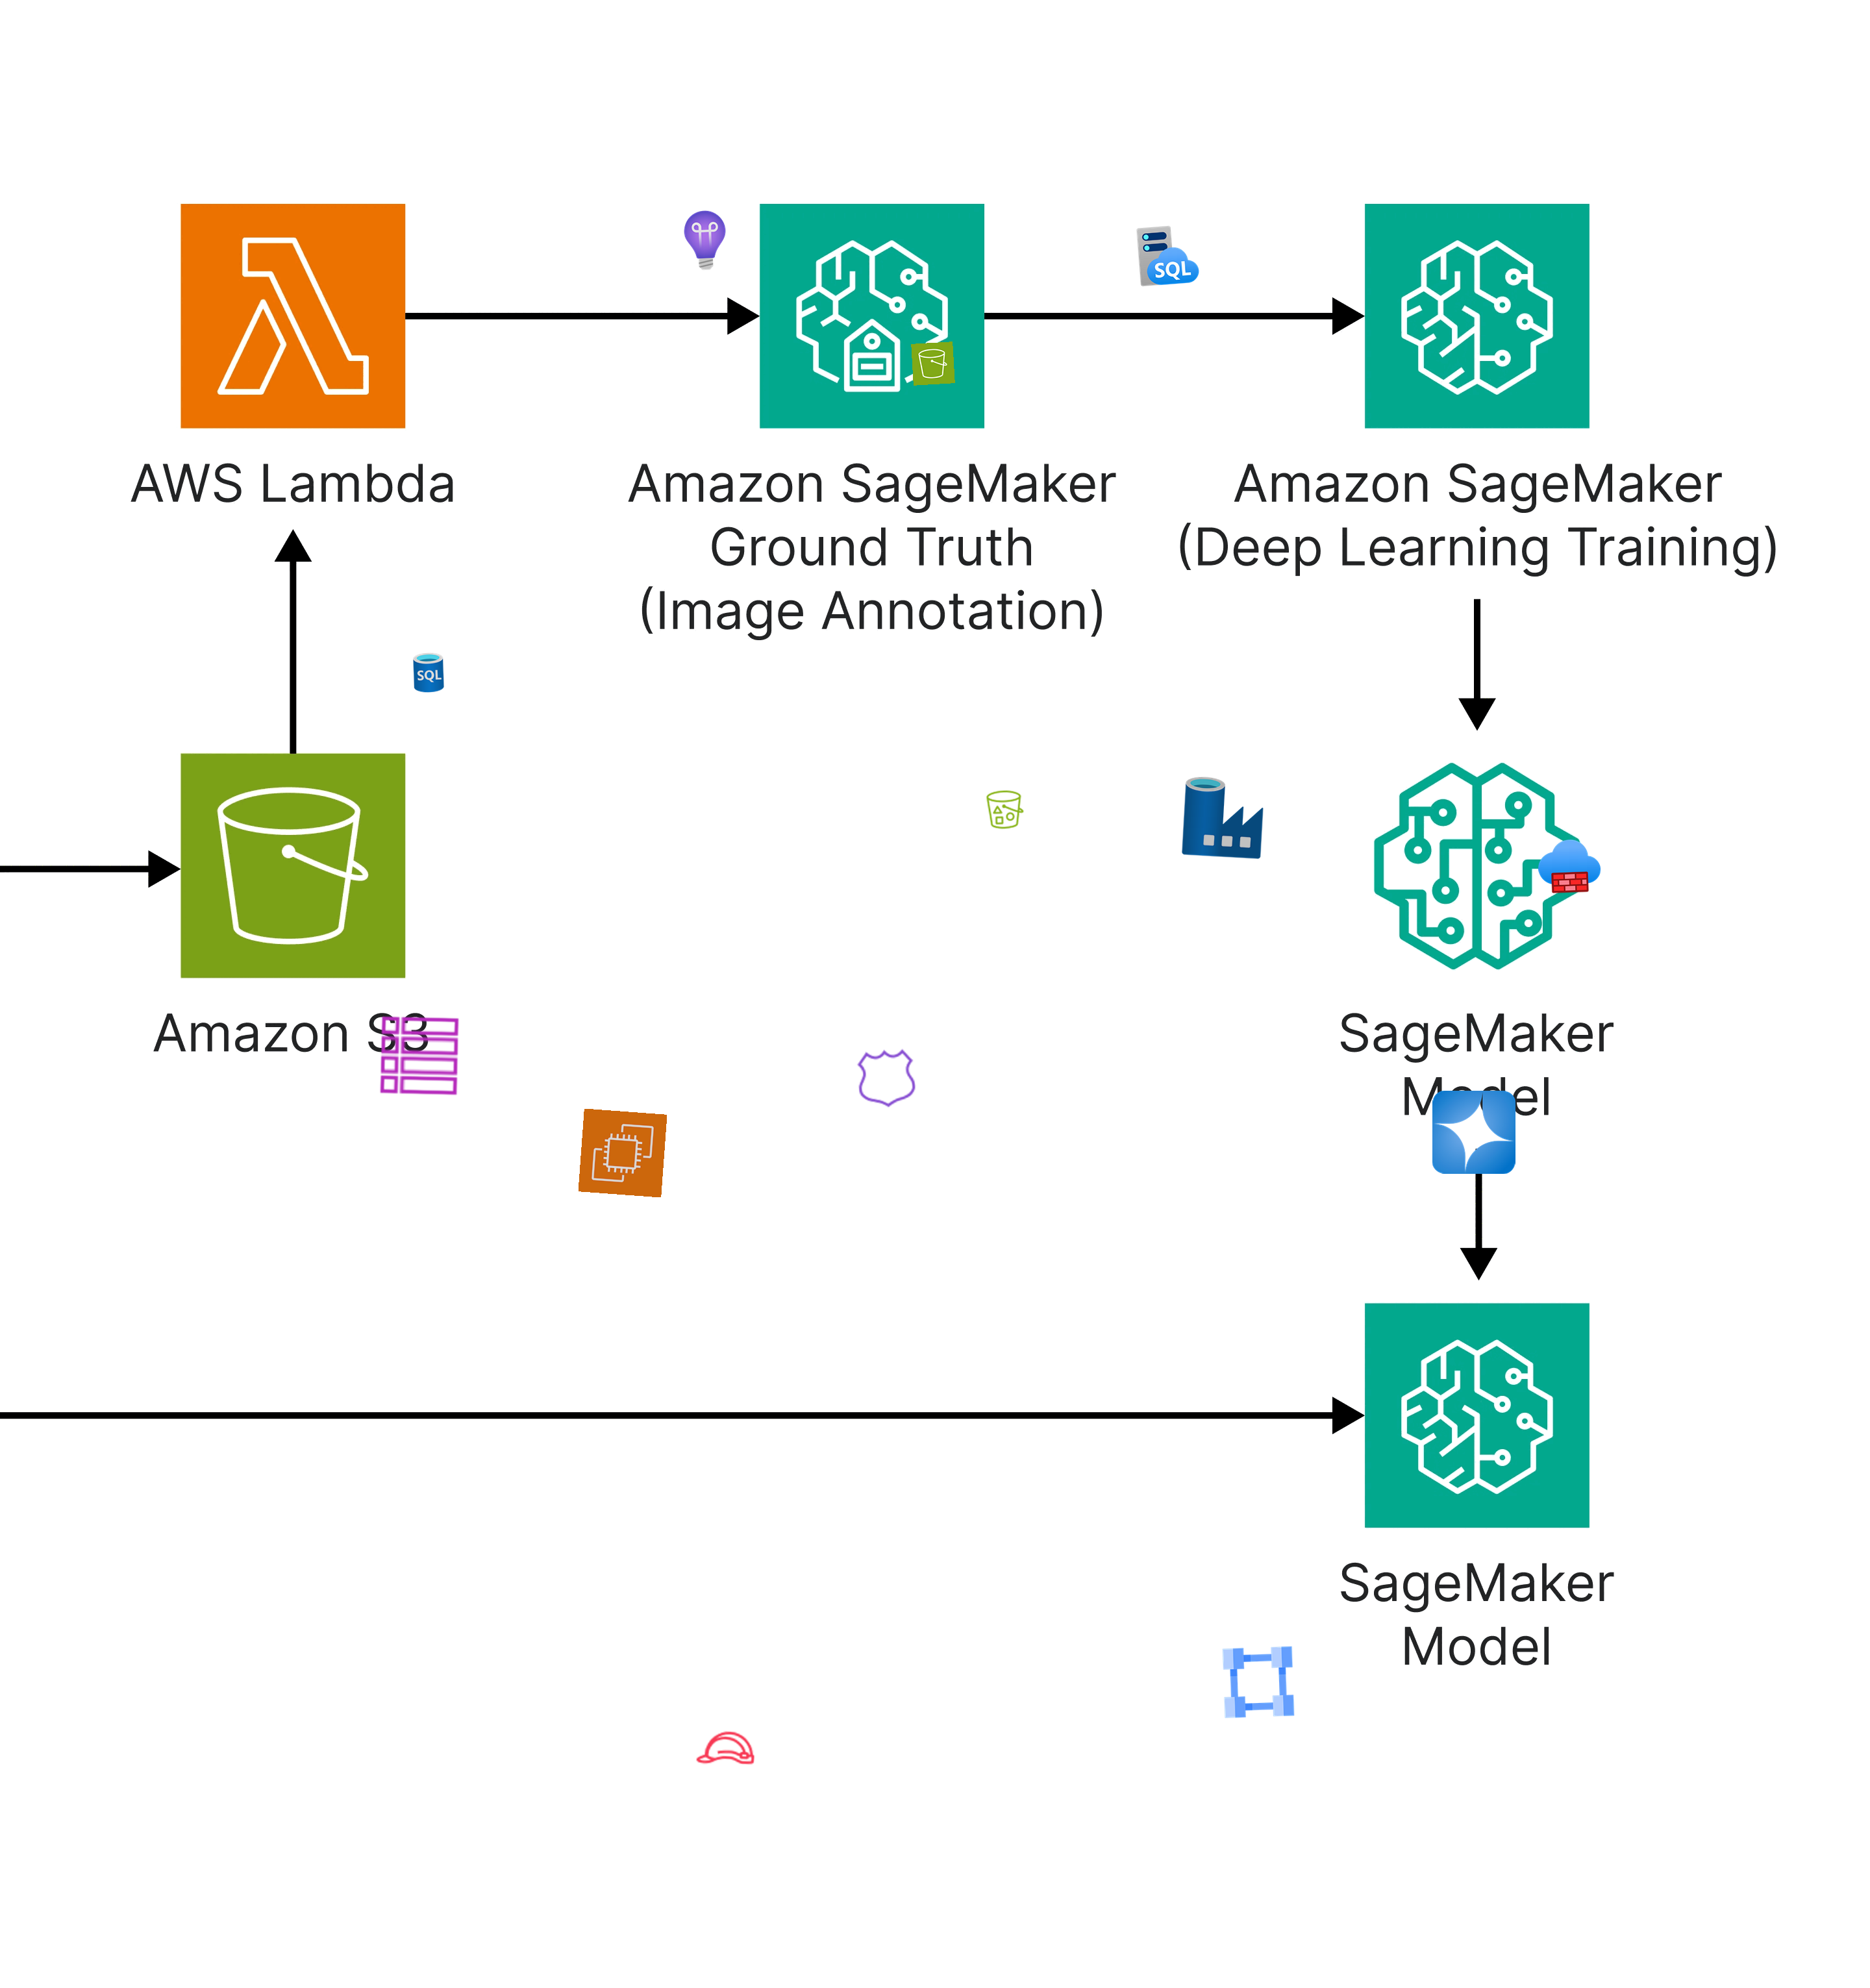 SQL
AWS Lambda
Amazon SageMaker
Ground Truth
(Image Annotation)
Amazon SageMaker
(Deep Learning Training)
SQL
Amazon S3
SageMaker
Model
SageMaker
Model